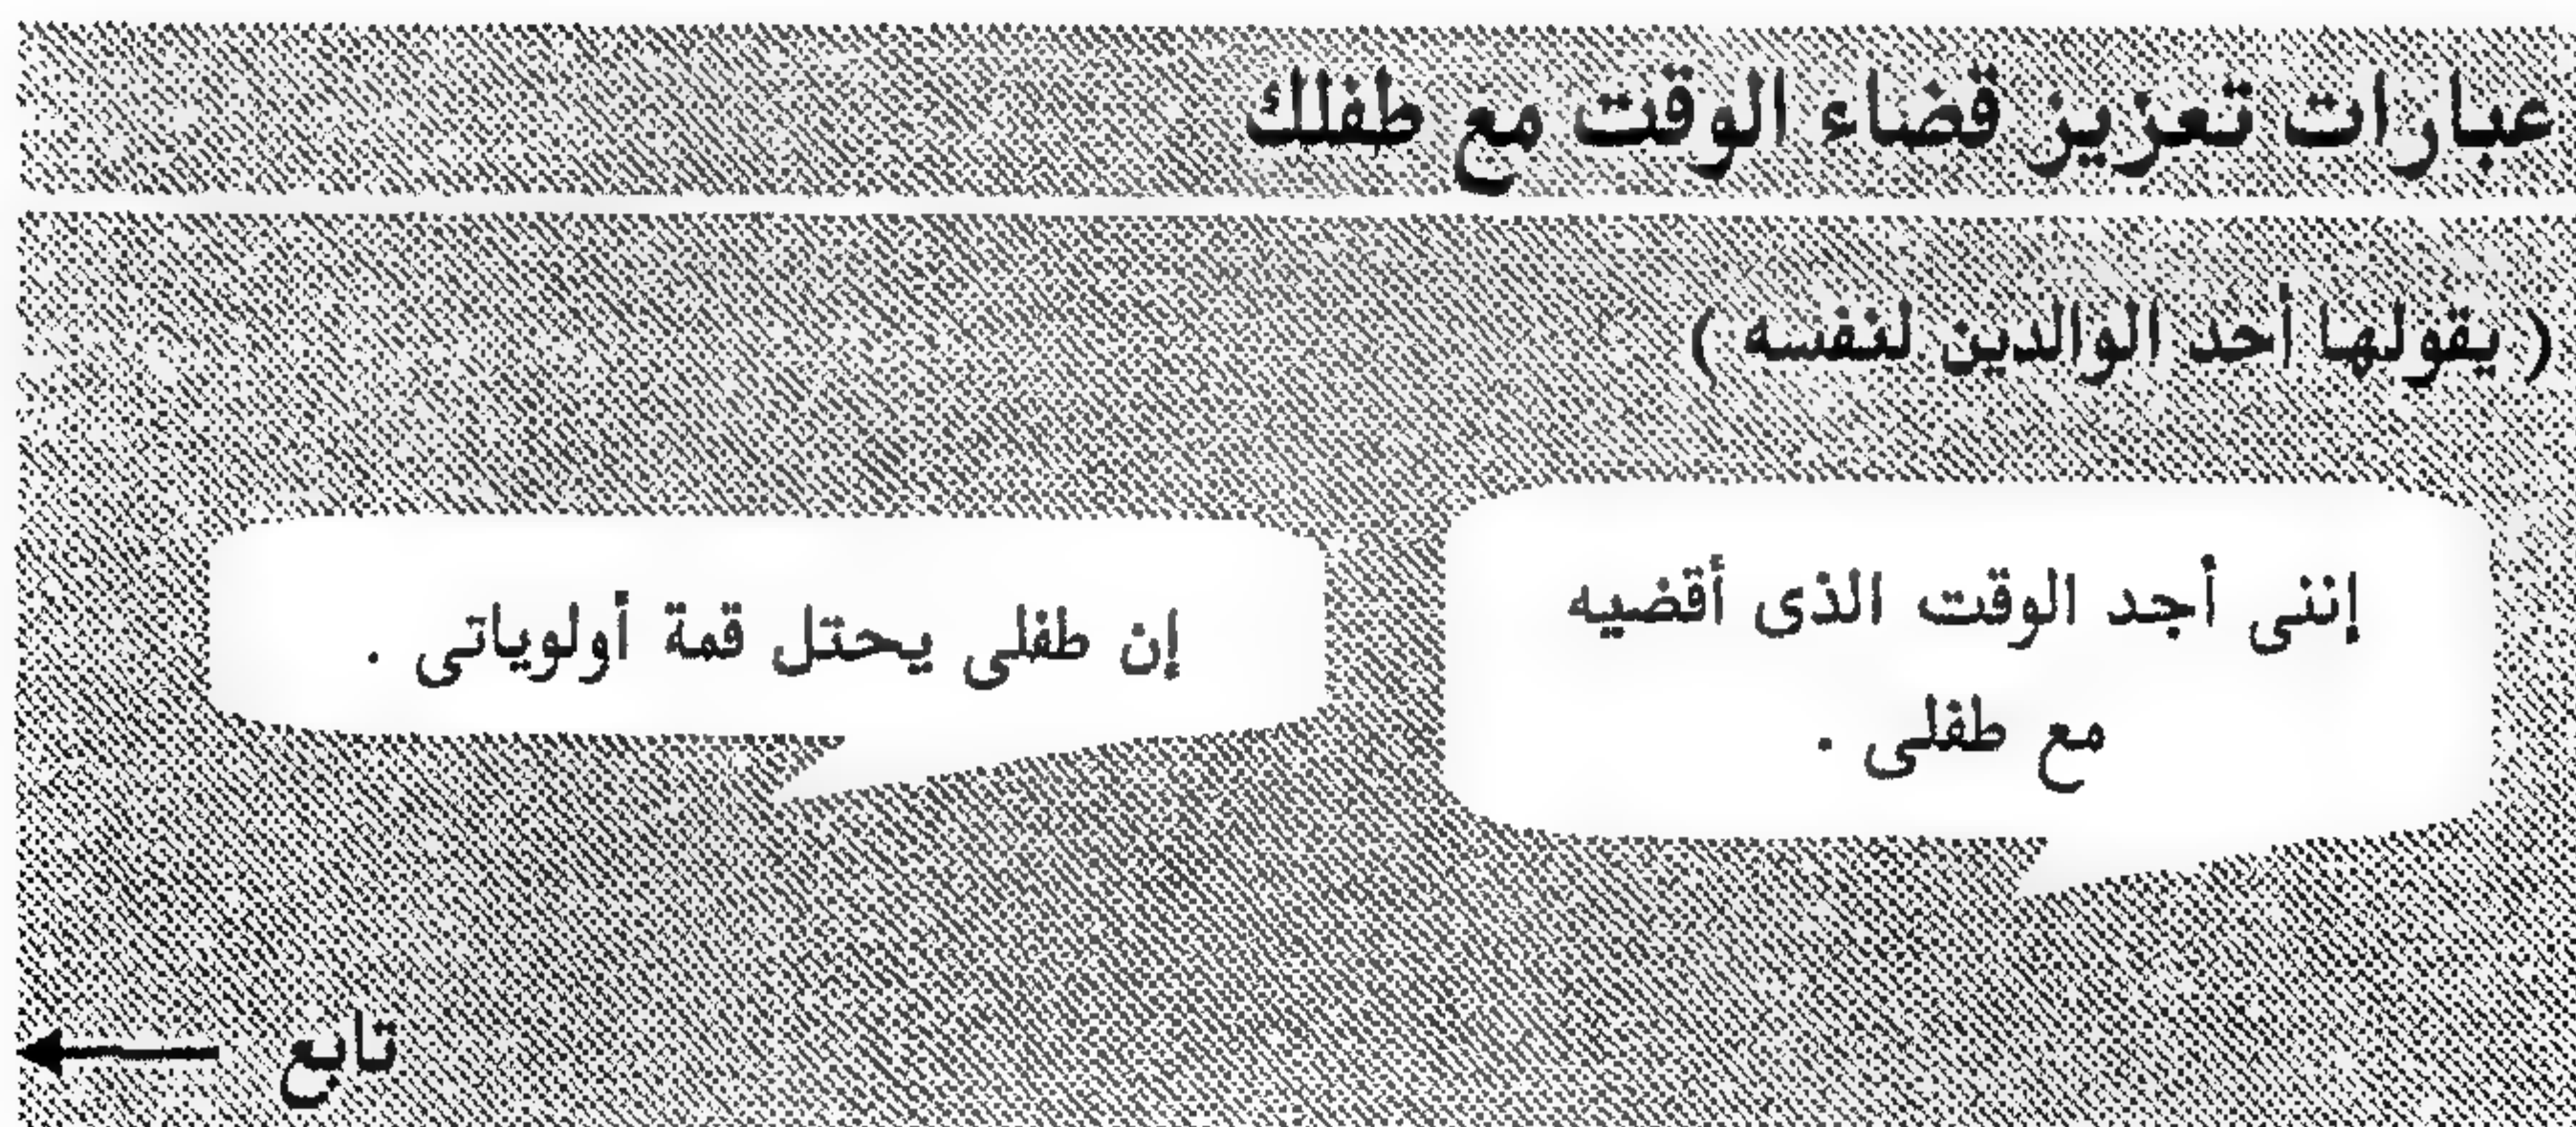 عبارات تعزيز قضاء الوقت مع طفلك
( يقولها أحد الوالدين لنفسه )
إننى أجد الوقت الذى أقضيه
مع طفلى .
إن طفلى يحتل قمة أولوياتى .
تابع